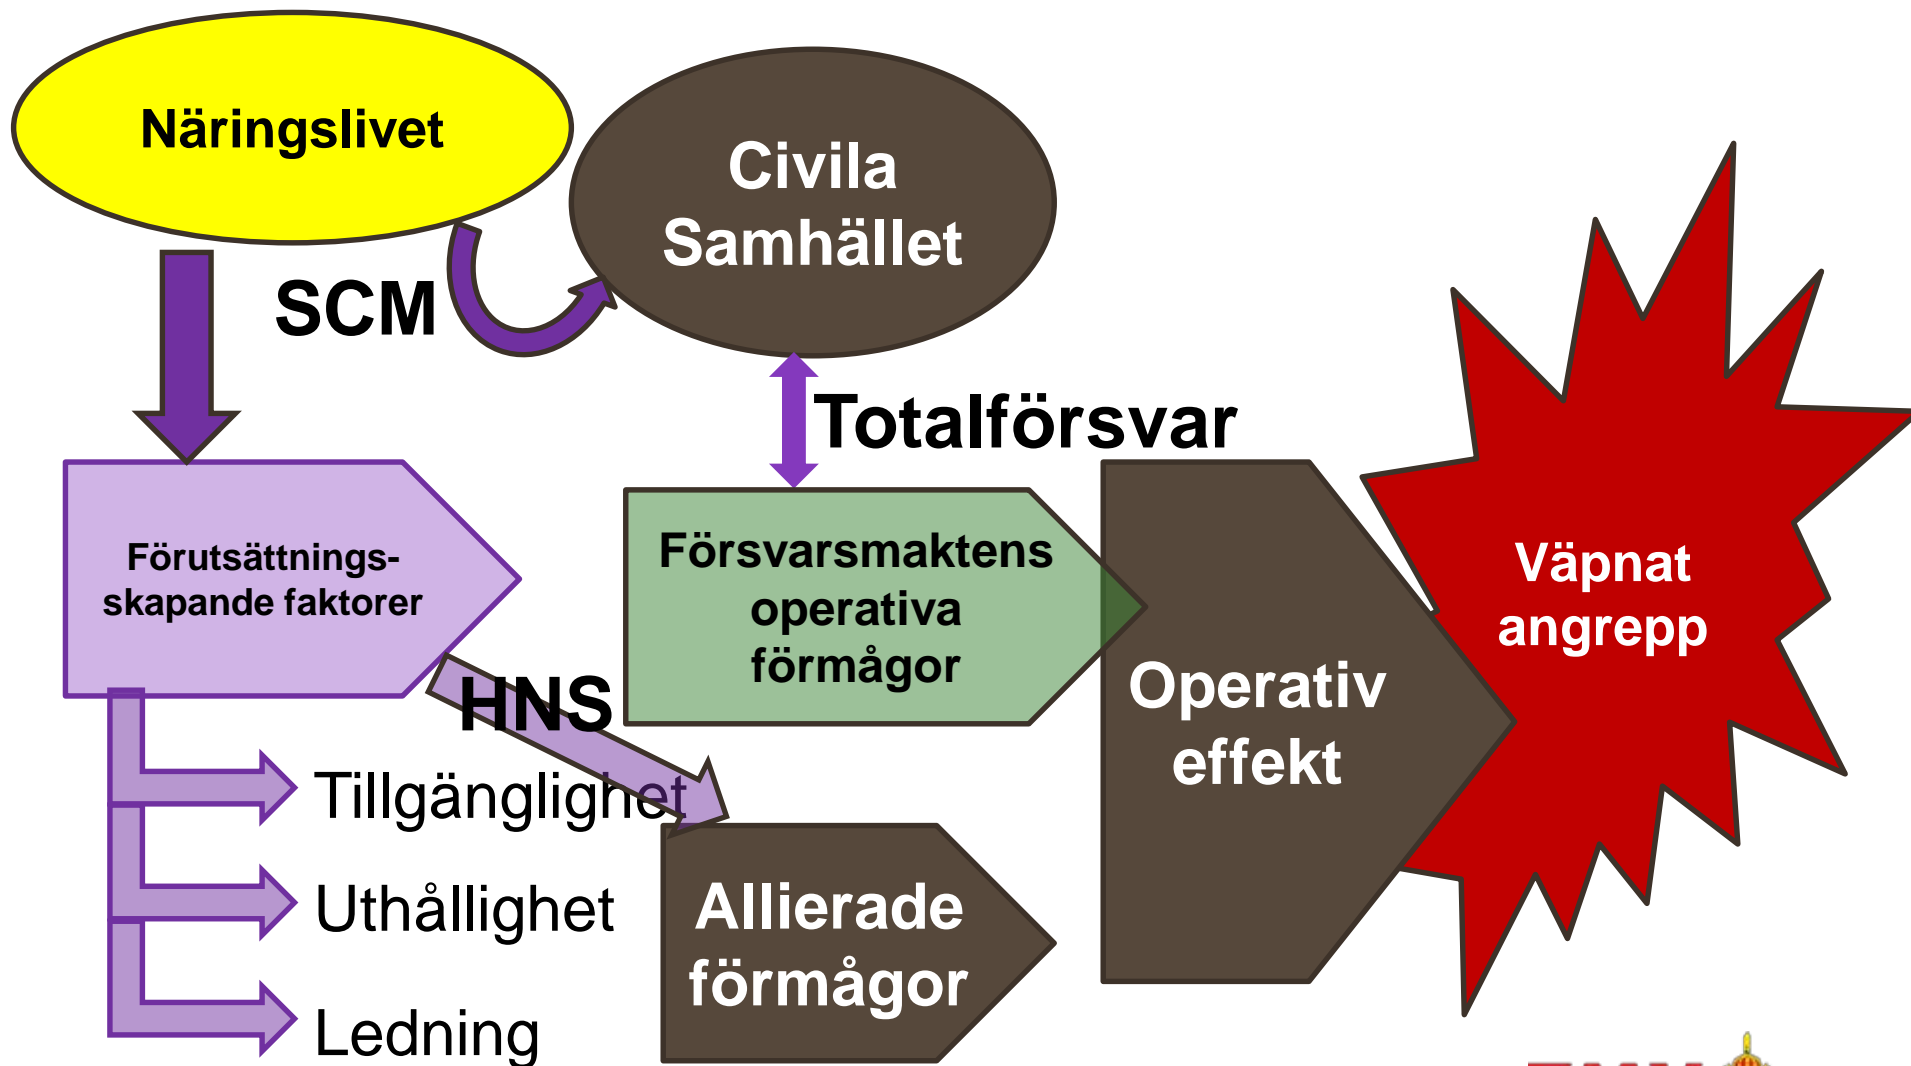 Näringslivet
Civila
Samhället
SCM
Totalförsvar
Förutsättnings-
skapande faktorer
Försvarsmaktens
operativa
förmågor
Väpnat
angrepp
HNS
Operativ
effekt
Tillgänglighet
Uthållighet
Ledning
Allierade
förmågor